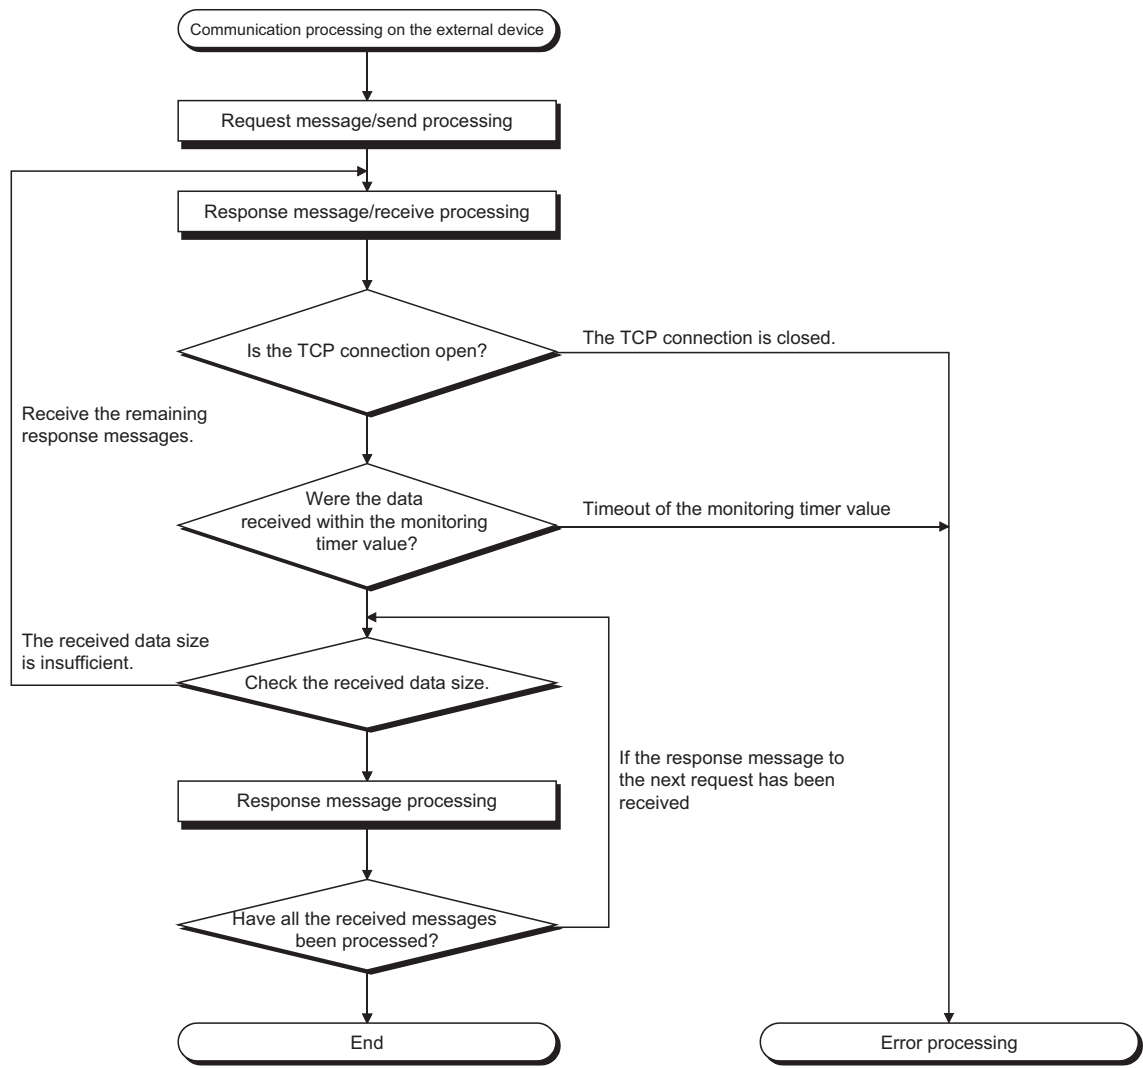 Communication processing on the external device
Request message/send processing
Response message/receive processing
Is the TCP connection open?
The TCP connection is closed.
Receive the remaining
response messages.
Were the data
received within the monitoring
timer value?
Timeout of the monitoring timer value
The received data size
is insufficient.
Check the received data size.
If the response message to
the next request has been
received
Response message processing
Have all the received messages
been processed?
End
Error processing